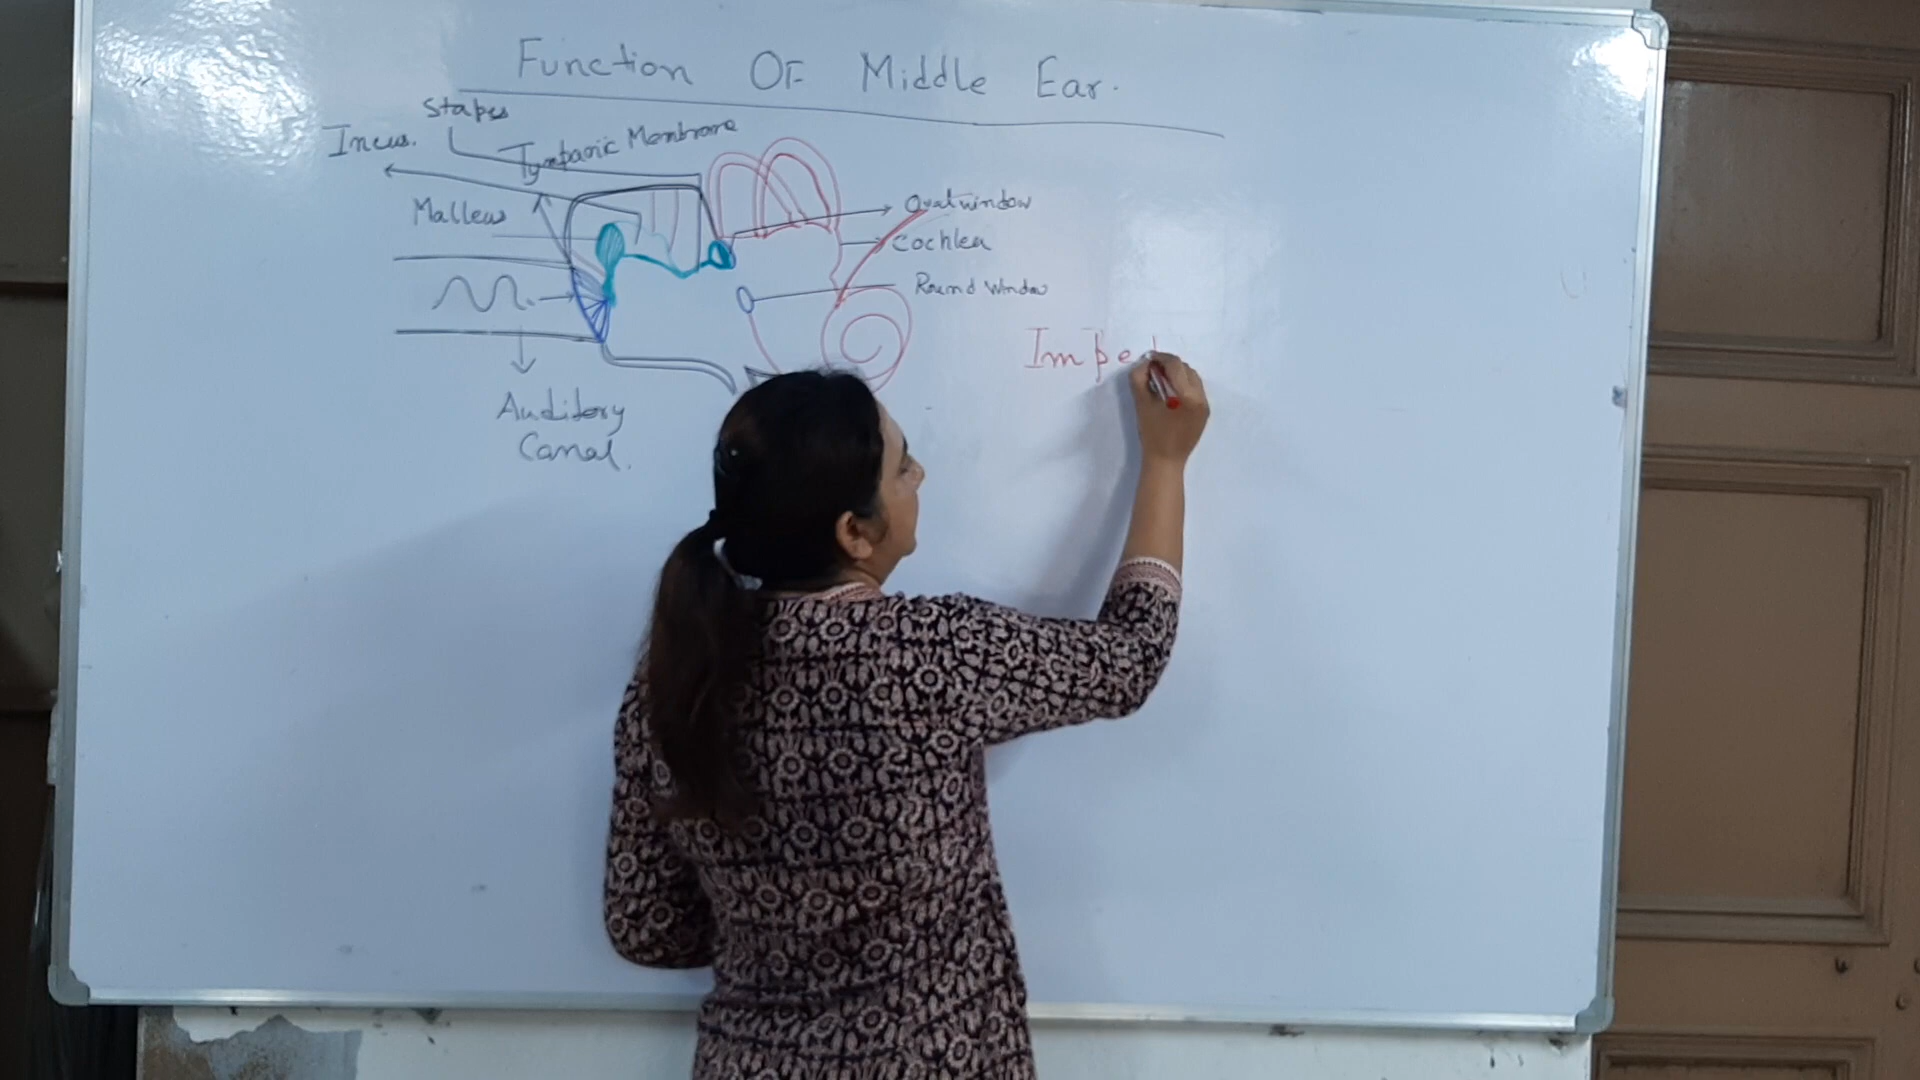 Function OF Middle Ear.
Stapes
Incus.
Tympanic Membrane
Malleus
Oval window
Cochlea
Round Window
Imped
Auditory
Canal.